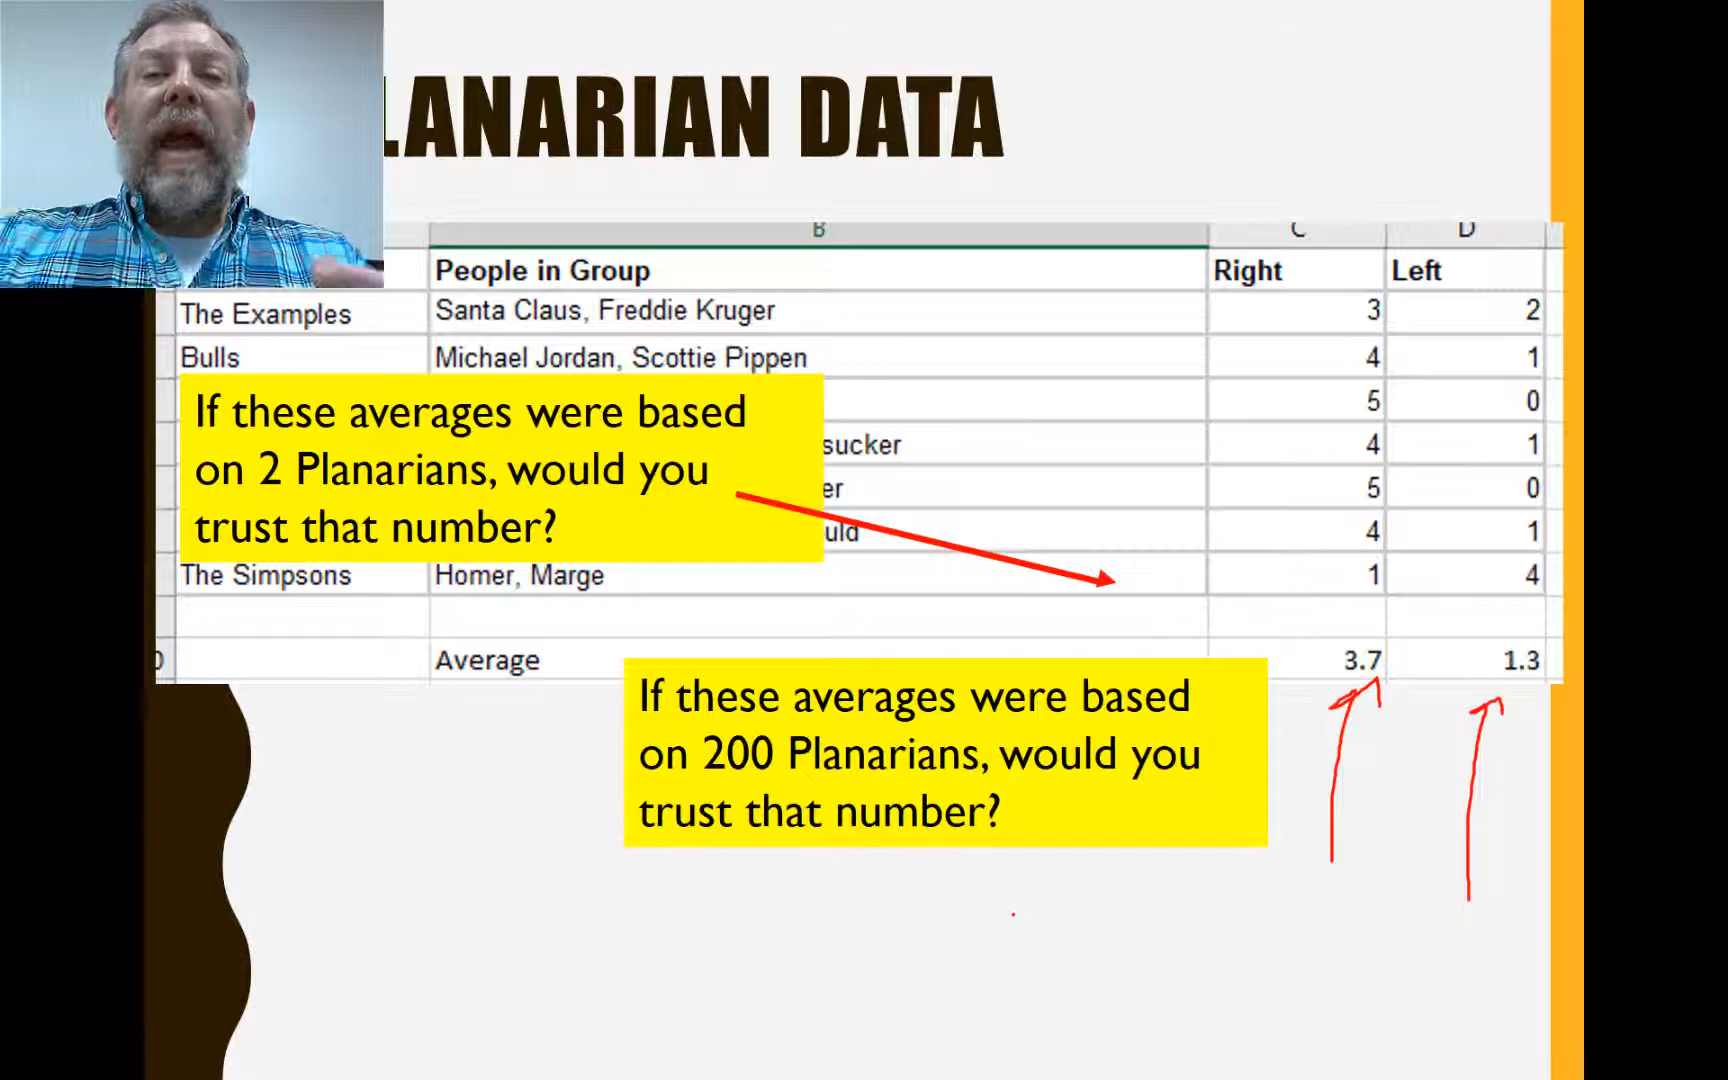 LANARIAN DATA
B C D
People in Group Right Left
The Examples Santa Claus, Freddie Kruger 3 2
Bulls Michael Jordan, Scottie Pippen 4 1
If these averages were based
on 2 Planarians, would you
trust that number?
5 0
sucker 4 1
er 5 0
uld 4 1
The Simpsons Homer, Marge 1 4
Average 3.7 1.3
If these averages were based
on 200 Planarians, would you
trust that number?